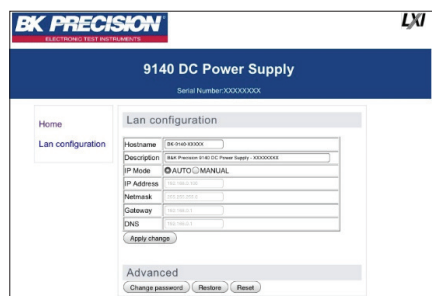 BK PRECISION
ELECTRONIC TEST INSTRUMENTS
LXI
9140 DC Power Supply
Serial Number:XXXXXXXX
Home
Lan configuration
Lan configuration
Hostname BK-9140-XXXXX
Description B&K Precision 9140 DC Power Supply - XXXXXXXX
IP Mode AUTO MANUAL
IP Address
Netmask
Gateway
DNS
Apply change
Advanced
Change password Restore Reset